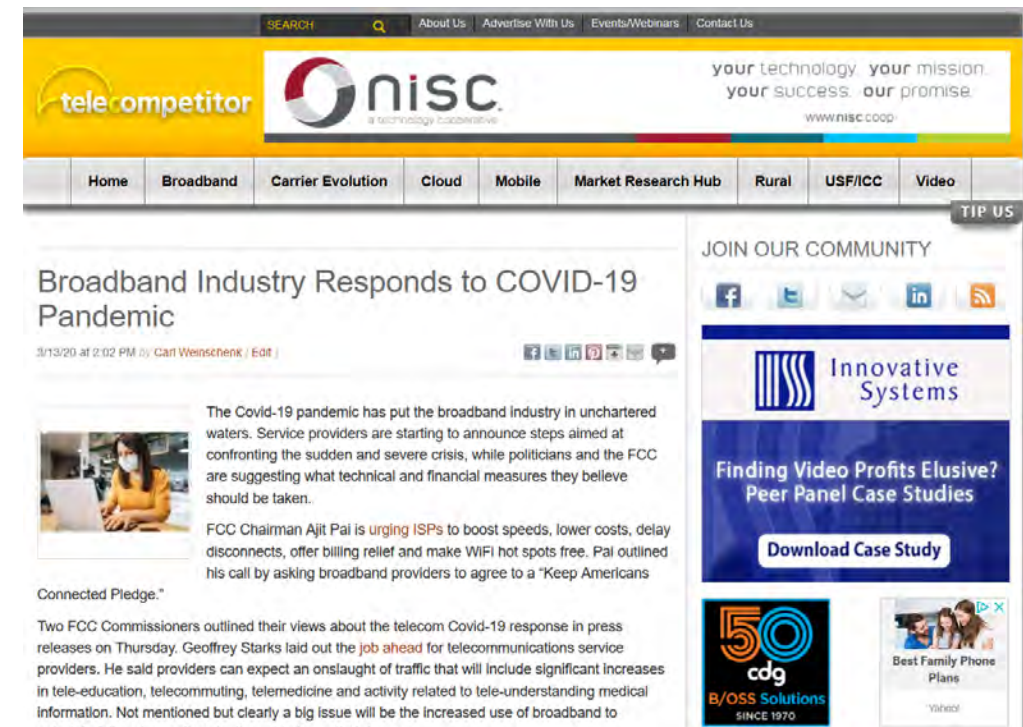 SEARCH About Us Advertise With Us Events/Webinars Contact Us
telecompetitor
nisc
a technology cooperative
your technology. your mission.
your success. our promise.
www.nisc.coop
Home Broadband Carrier Evolution Cloud Mobile Market Research Hub Rural USF/ICC Video
TIP US
Broadband Industry Responds to COVID-19
Pandemic
3/13/20 at 2:02 PM by Carl Weinschenk / Edit
The Covid-19 pandemic has put the broadband industry in unchartered
waters. Service providers are starting to announce steps aimed at
confronting the sudden and severe crisis, while politicians and the FCC
are suggesting what technical and financial measures they believe
should be taken.
FCC Chairman Ajit Pai is urging ISPs to boost speeds, lower costs, delay
disconnects, offer billing relief and make WiFi hot spots free. Pai outlined
his call by asking broadband providers to agree to a “Keep Americans
Connected Pledge.”
Two FCC Commissioners outlined their views about the telecom Covid-19 response in press
releases on Thursday. Geoffrey Starks laid out the job ahead for telecommunications service
providers. He said providers can expect an onslaught of traffic that will include significant increases
in tele-education, telecommuting, telemedicine and activity related to tele-understanding medical
information. Not mentioned but clearly a big issue will be the increased use of broadband to
JOIN OUR COMMUNITY
Innovative
Systems
Finding Video Profits Elusive?
Peer Panel Case Studies
Download Case Study
50
cdg
B/OSS Solutions
SINCE 1970
Best Family Phone
Plans
Yahoo!